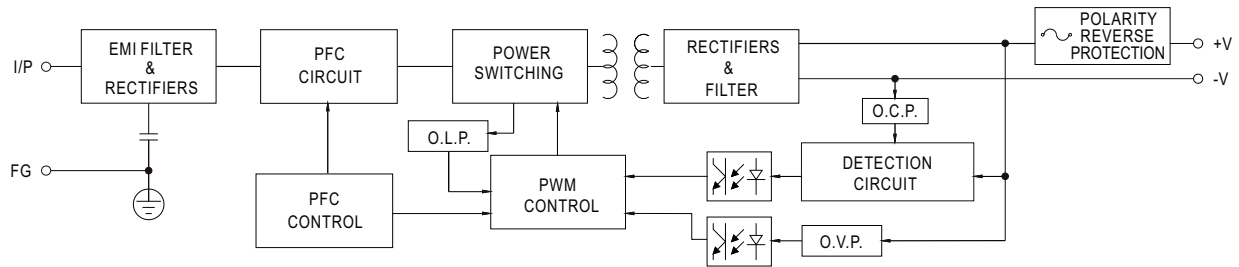 I/P
EMI FILTER
&
RECTIFIERS
PFC
CIRCUIT
POWER
SWITCHING
RECTIFIERS
&
FILTER
POLARITY
REVERSE
PROTECTION
+V
-V
O.C.P.
O.L.P.
DETECTION
CIRCUIT
FG
PFC
CONTROL
PWM
CONTROL
O.V.P.